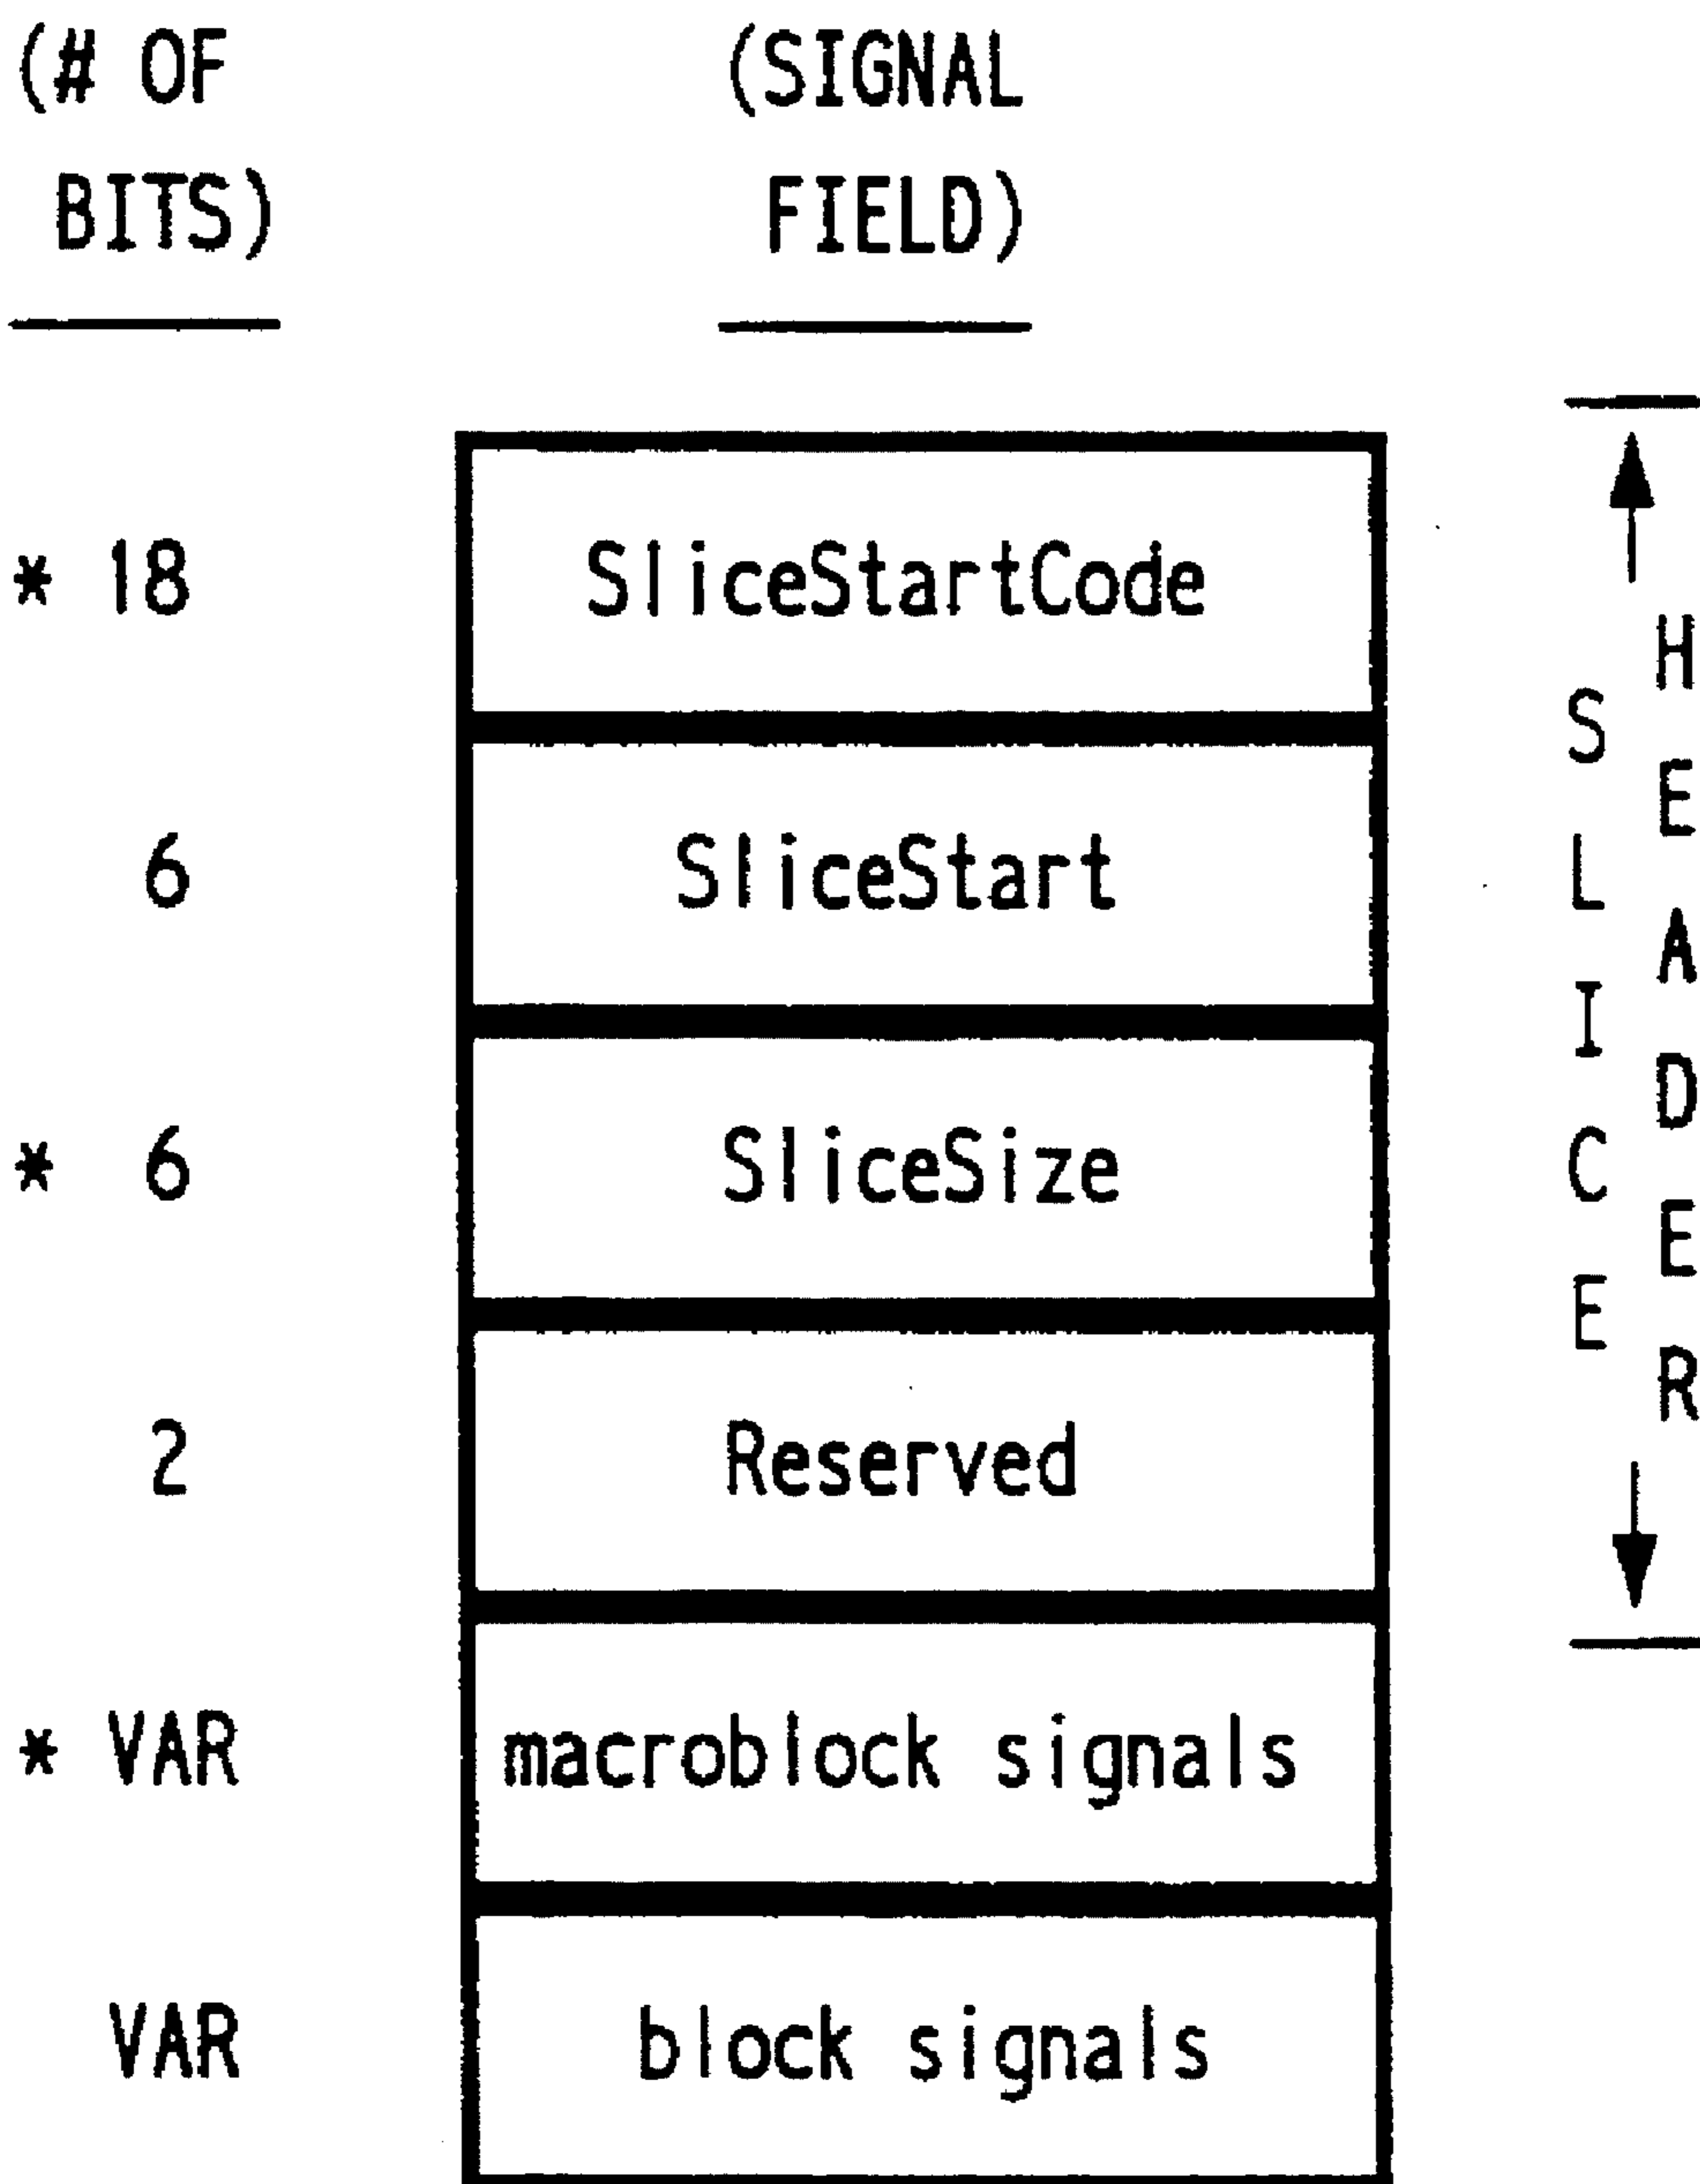 (# OF BITS) (SIGNAL FIELD)
* 18 SliceStartCode
6 SliceStart
* 6 SliceSize
2 Reserved
* VAR macroblock signals
VAR block signals
SLICE HEADER